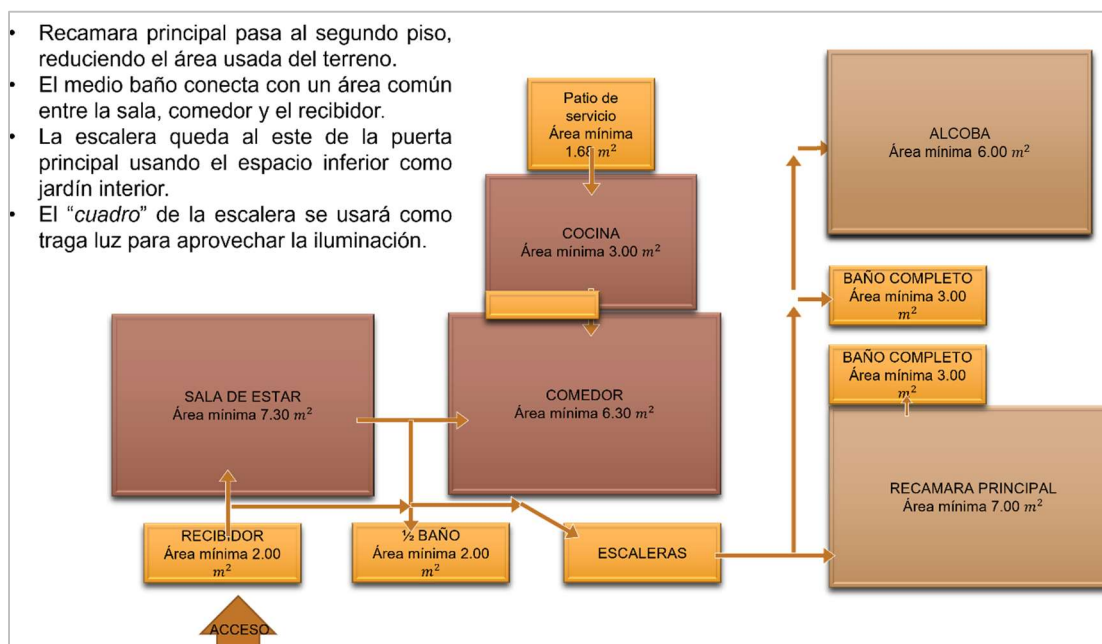 • Recamara principal pasa al segundo piso,
reduciendo el área usada del terreno.
• El medio baño conecta con un área común
entre la sala, comedor y el recibidor.
• La escalera queda al este de la puerta
principal usando el espacio inferior como
jardín interior.
• El “cuadro” de la escalera se usará como
traga luz para aprovechar la iluminación.
Patio de
servicio
Área mínima
1.68 m²
COCINA
Área mínima 3.00 m²
SALA DE ESTAR
Área mínima 7.30 m²
COMEDOR
Área mínima 6.30 m²
RECIBIDOR
Área mínima 2.00
m²
½ BAÑO
Área mínima 2.00
m²
ESCALERAS
ACCESO
ALCOBA
Área mínima 6.00 m²
BAÑO COMPLETO
Área mínima 3.00
m²
BAÑO COMPLETO
Área mínima 3.00
m²
RECAMARA PRINCIPAL
Área mínima 7.00 m²